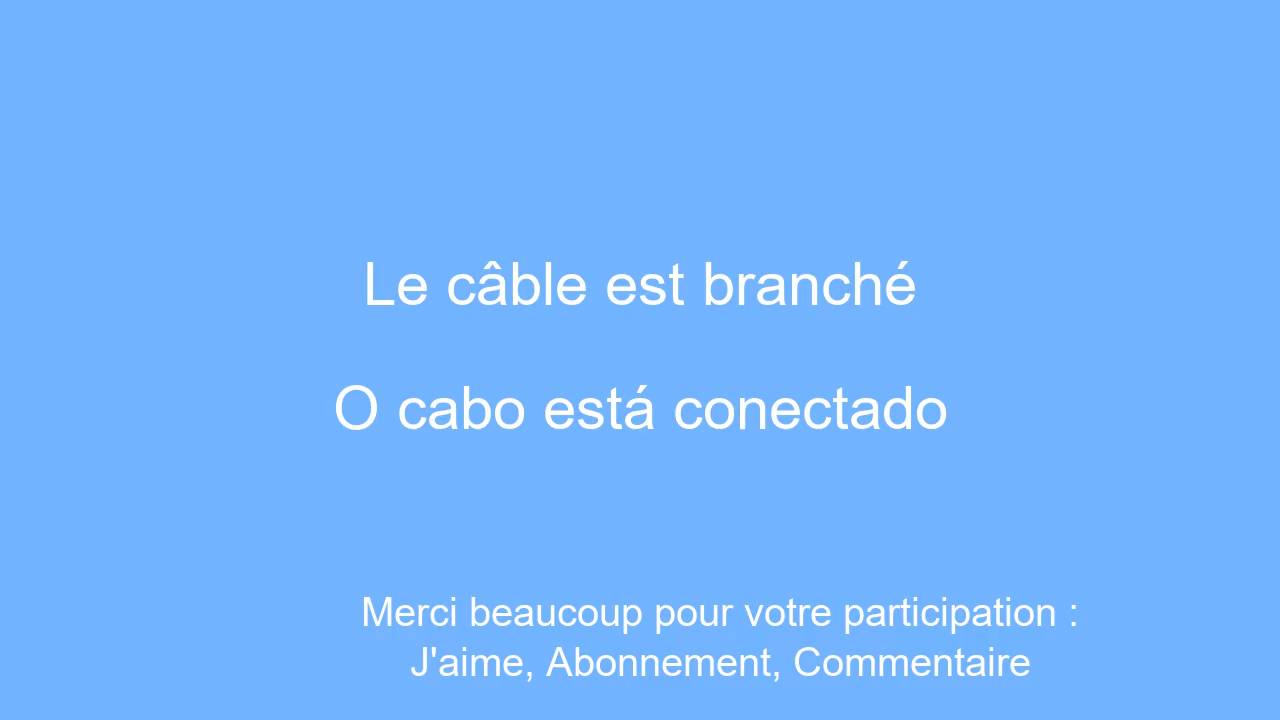 Le câble est branché
O cabo está conectado
Merci beaucoup pour votre participation :
J'aime, Abonnement, Commentaire